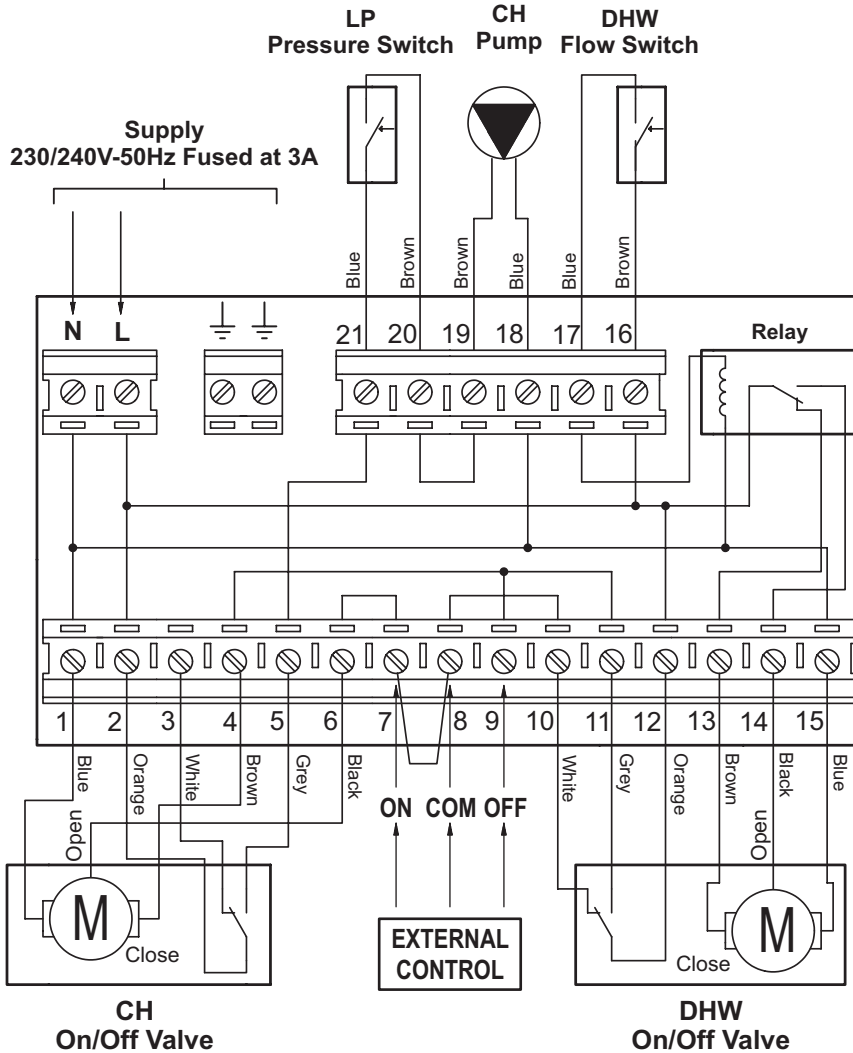 LP
Pressure Switch
CH
Pump
DHW
Flow Switch
Supply
230/240V-50Hz Fused at 3A
Blue
Brown
Brown
Blue
Blue
Brown
N L
21 20 19 18 17 16
Relay
1 2 3 4 5 6 7 8 9 10 11 12 13 14 15
Blue
Orange
White
Brown
Grey
Black
White
Grey
Orange
Brown
Black
Blue
ON COM OFF
Open
M
Close
EXTERNAL
CONTROL
Open
M
Close
CH
On/Off Valve
DHW
On/Off Valve